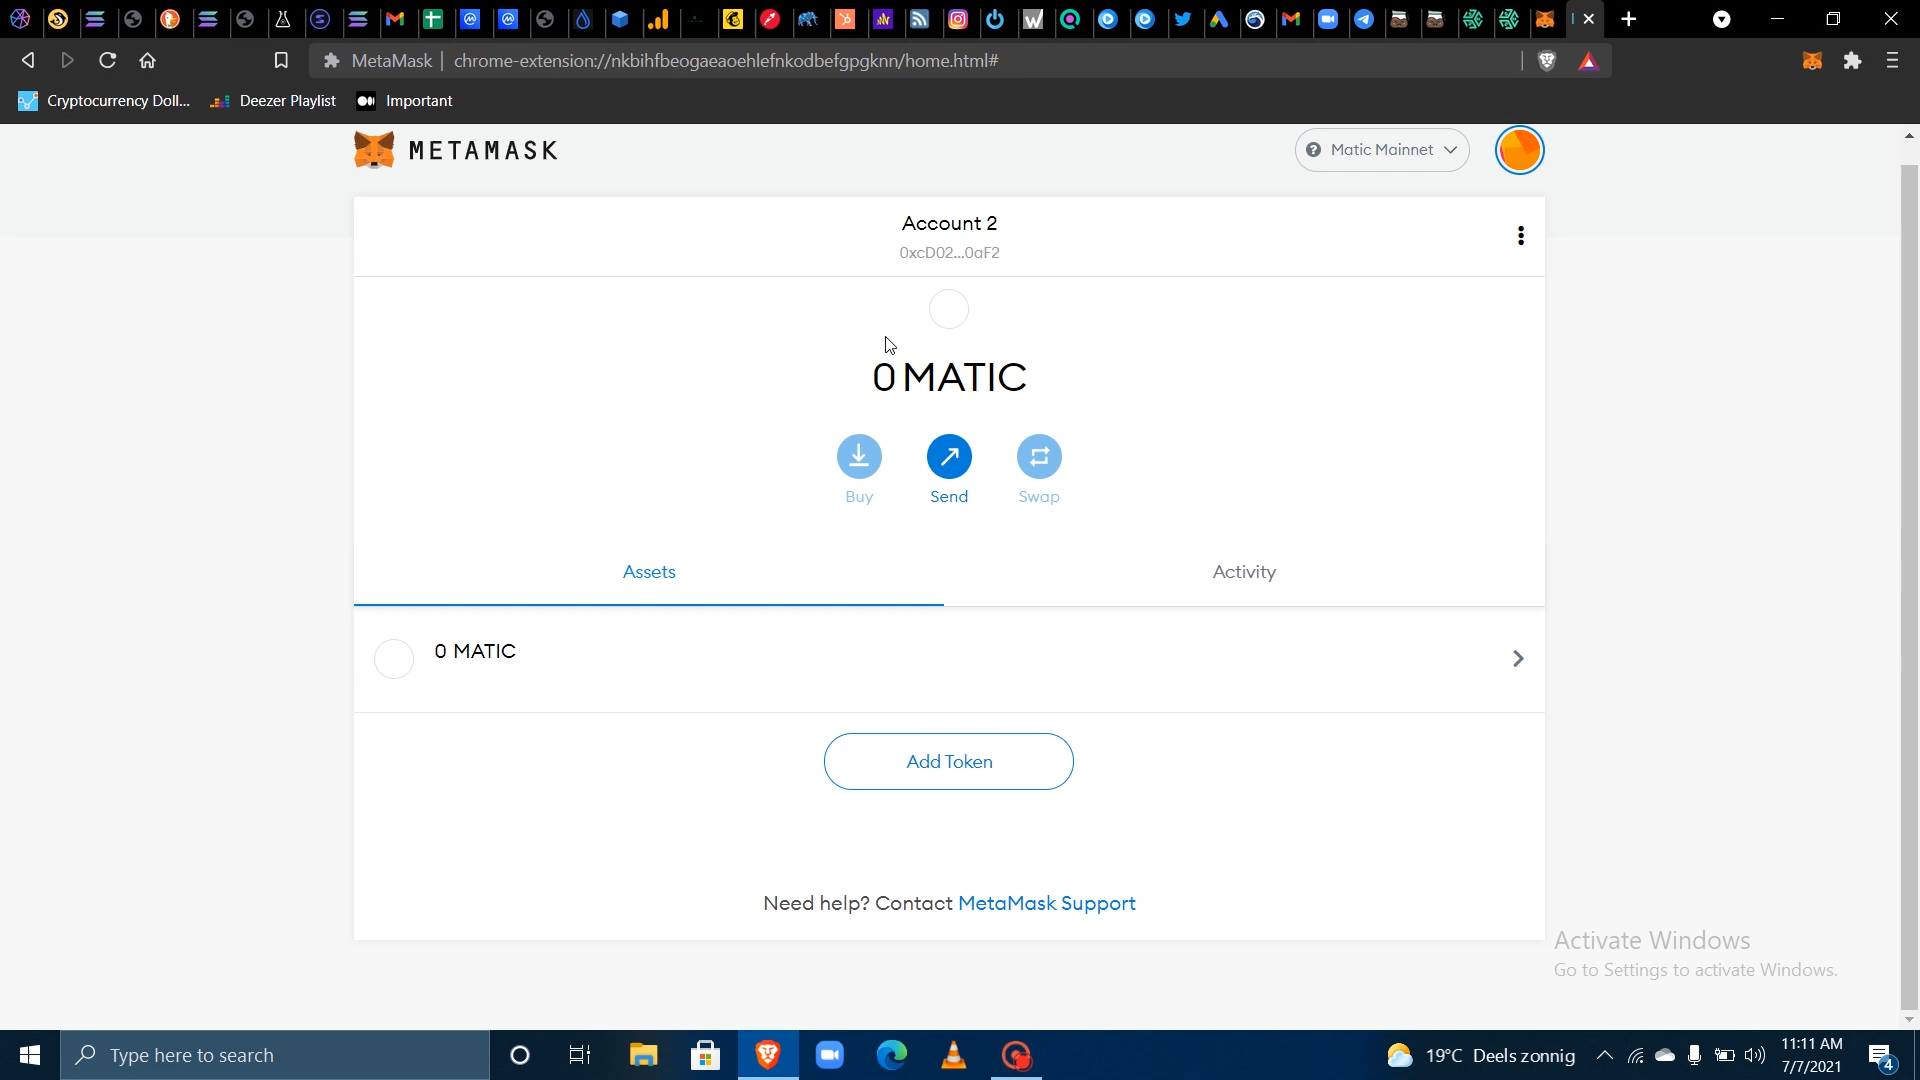 MetaMask | chrome-extension://nkbihfbeogaeaoehlefnkodbefgpgknn/home.html#
Cryptocurrency Doll... Deezer Playlist Important
METAMASK
Matic Mainnet
Account 2
0xcD02...0aF2
0 MATIC
Buy Send Swap
Assets Activity
0 MATIC
Add Token
Need help? Contact MetaMask Support
Activate Windows
Go to Settings to activate Windows.
Type here to search
19°C Deels zonnig
11:11 AM
7/7/2021
4